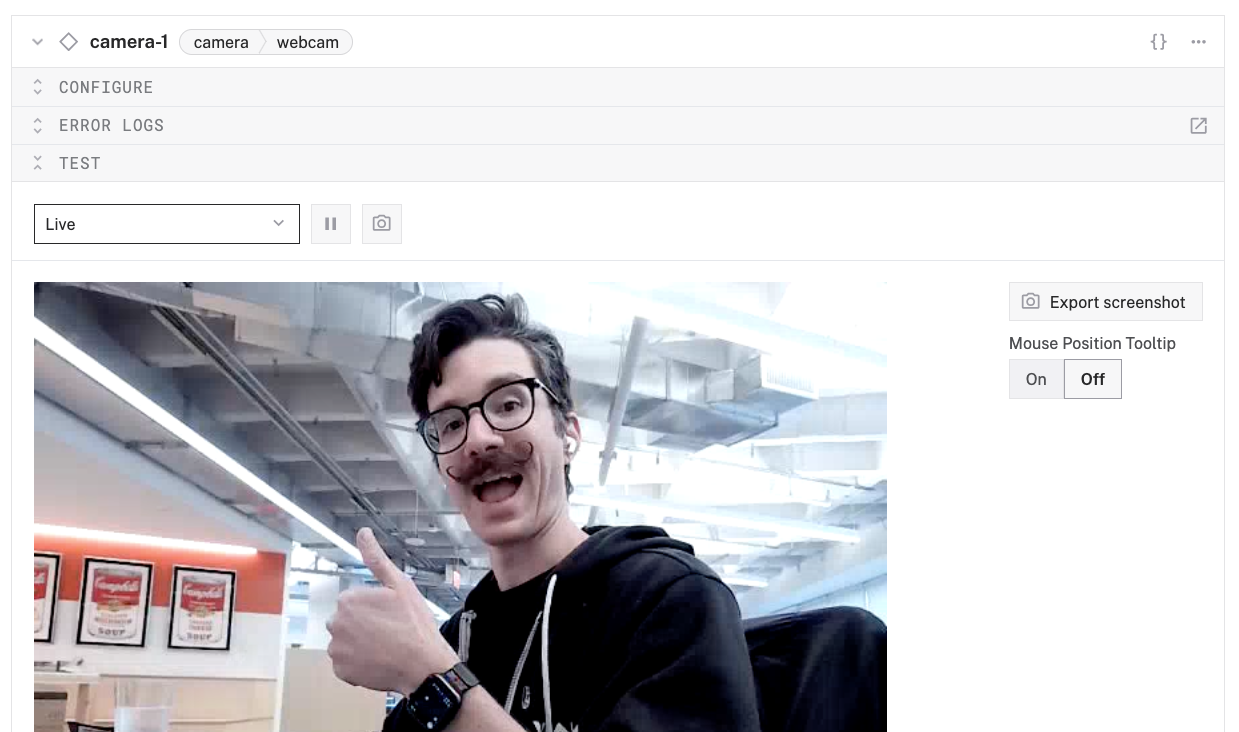 camera-1 camera webcam {}
CONFIGURE
ERROR LOGS
TEST
Live
Export screenshot
Mouse Position Tooltip
On Off
Campbell's
SOUP
Campbell's
SOUP